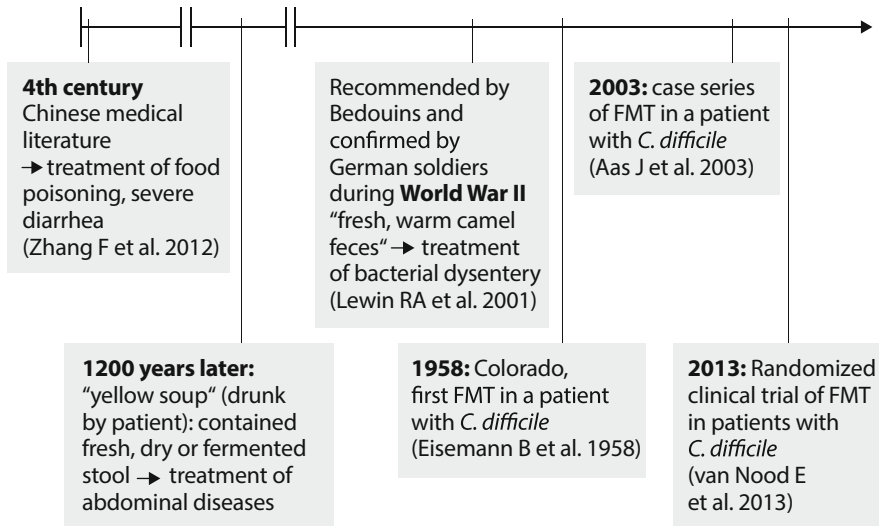 4th century
Chinese medical
literature
→ treatment of food
poisoning, severe
diarrhea
(Zhang F et al. 2012)
1200 years later:
“yellow soup“ (drunk
by patient): contained
fresh, dry or fermented
stool → treatment of
abdominal diseases
Recommended by
Bedouins and
confirmed by
German soldiers
during World War II
“fresh, warm camel
feces“ → treatment
of bacterial dysentery
(Lewin RA et al. 2001)
1958: Colorado,
first FMT in a patient
with C. difficile
(Eisemann B et al. 1958)
2003: case series
of FMT in a patient
with C. difficile
(Aas J et al. 2003)
2013: Randomized
clinical trial of FMT
in patients with
C. difficile
(van Nood E
et al. 2013)